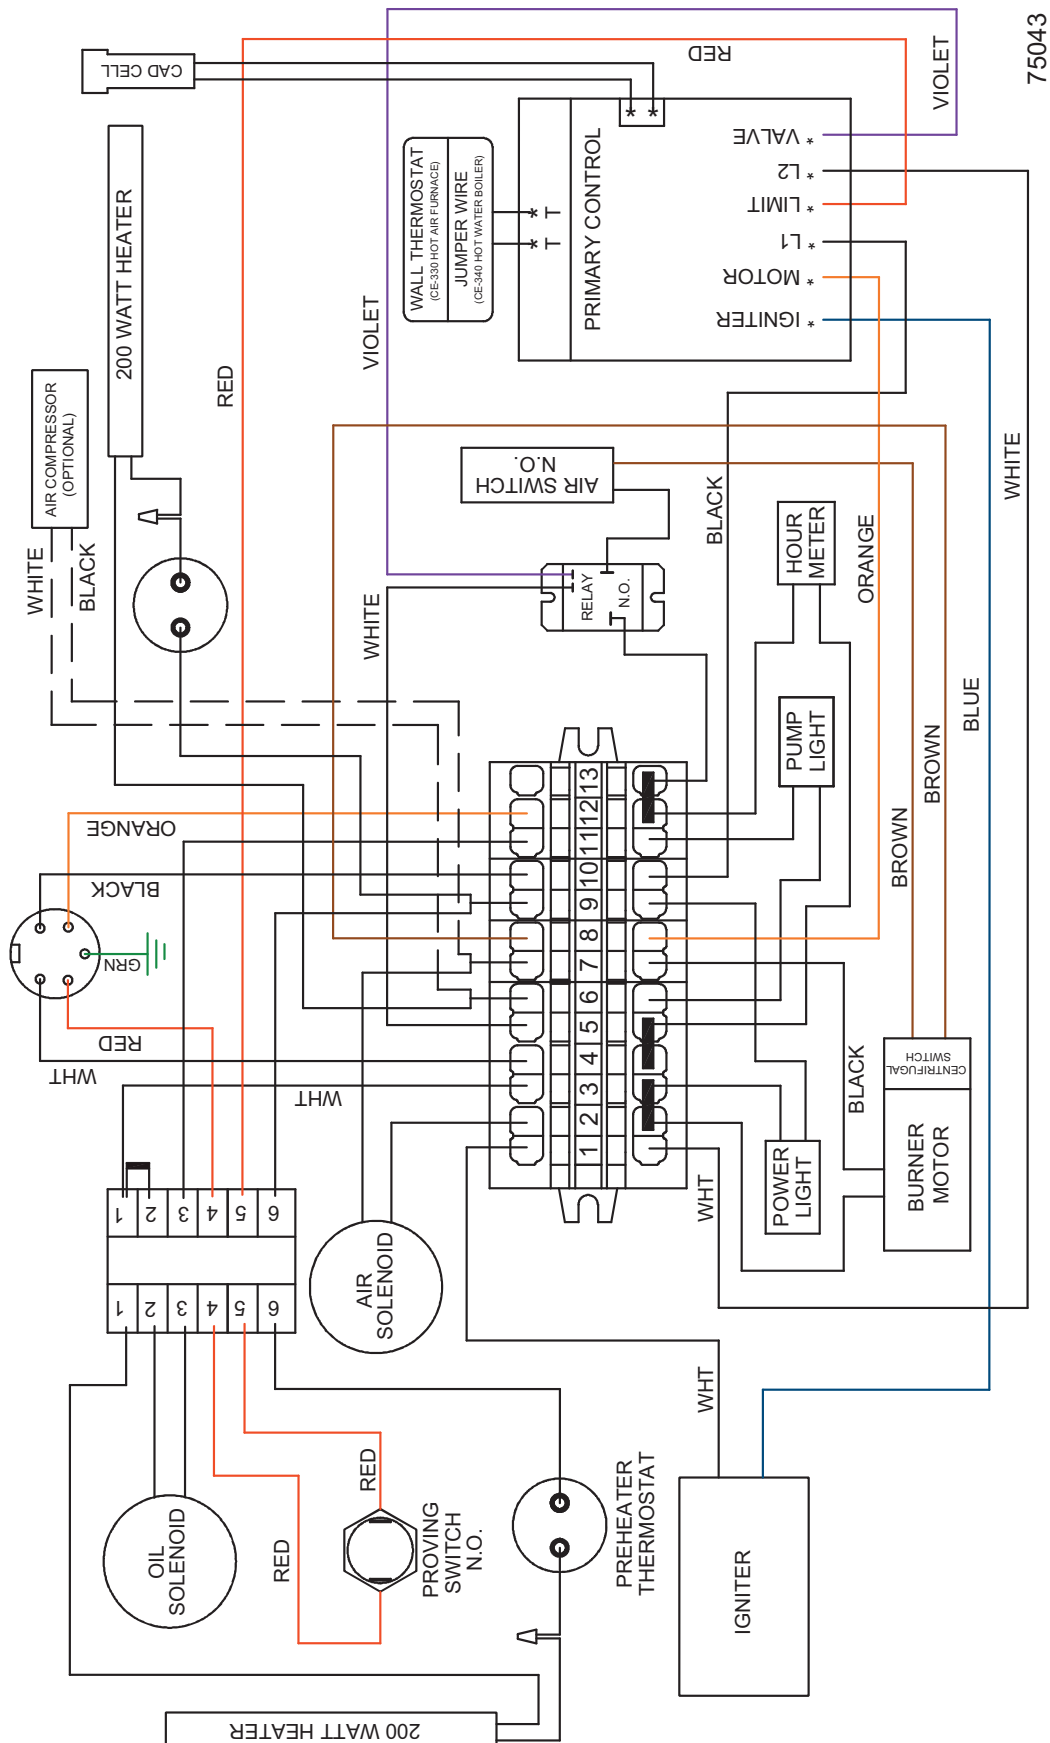 75043
CAD CELL
RED
VIOLET
200 WATT HEATER
WALL THERMOSTAT
(CE-330 HOT AIR FURNACE)
JUMPER WIRE
(CE-340 HOT WATER BOILER)
* T
* T
* *
PRIMARY CONTROL
* VALVE
* L2
* LIMIT
* L1
* MOTOR
* IGNITER
VIOLET
RED
AIR COMPRESSOR
(OPTIONAL)
WHITE
BLACK
AIR SWITCH
N.O.
BLACK
WHITE
HOUR
METER
ORANGE
RELAY
N.O.
WHITE
PUMP
LIGHT
BLUE
BROWN
BROWN
ORANGE
BLACK
GRN
RED
WHT
WHT
13
12
11
10
9
8
7
6
5
4
3
2
1
CENTRIFUGAL
SWITCH
BURNER
MOTOR
BLACK
POWER
LIGHT
WHT
1
2
3
4
5
6
1
2
3
4
5
6
AIR
SOLENOID
WHT
OIL
SOLENOID
RED
RED
PROVING
SWITCH
N.O.
PREHEATER
THERMOSTAT
IGNITER
200 WATT HEATER